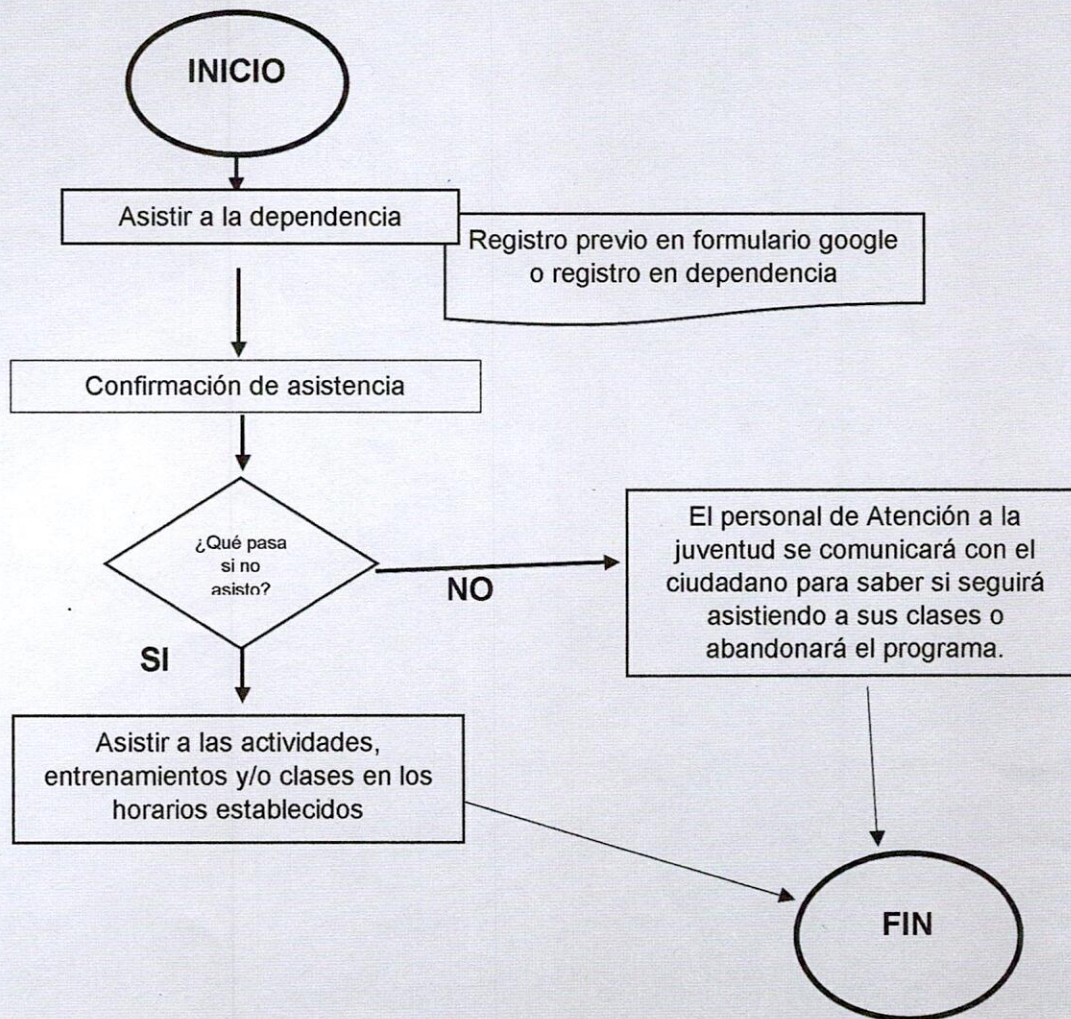 INICIO
Asistir a la dependencia
Registro previo en formulario google
o registro en dependencia
Confirmación de asistencia
¿Qué pasa
si no
asisto?
NO
SI
El personal de Atención a la
juventud se comunicará con el
ciudadano para saber si seguirá
asistiendo a sus clases o
abandonará el programa.
Asistir a las actividades,
entrenamientos y/o clases en los
horarios establecidos
FIN